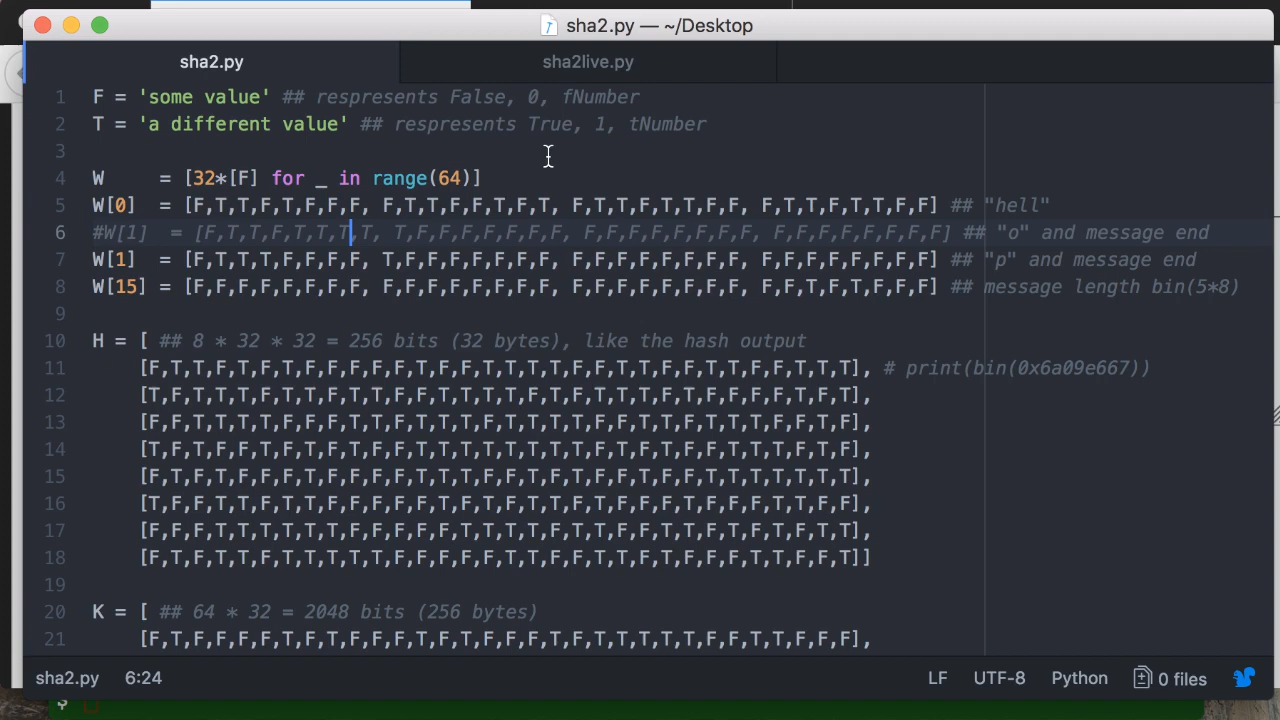 sha2.py — ~/Desktop
sha2.py
sha2live.py
1 F = 'some value' ## respresents False, 0, fNumber
2 T = 'a different value' ## respresents True, 1, tNumber
3
4 W     = [32*[F] for _ in range(64)]
5 W[0]  = [F,T,T,F,T,F,F,F, F,T,T,F,F,T,F,T, F,T,T,F,T,T,F,F, F,T,T,F,T,T,F,F] ## "hell"
6 #W[1]  = [F,T,T,F,T,T,T,T, T,F,F,F,F,F,F,F, F,F,F,F,F,F,F,F, F,F,F,F,F,F,F,F] ## "o" and message end
7 W[1]  = [F,T,T,T,F,F,F,F, T,F,F,F,F,F,F,F, F,F,F,F,F,F,F,F, F,F,F,F,F,F,F,F] ## "p" and message end
8 W[15] = [F,F,F,F,F,F,F,F, F,F,F,F,F,F,F,F, F,F,F,F,F,F,F,F, F,F,T,F,T,F,F,F] ## message length bin(5*8)
9
10 H = [ ## 8 * 32 * 32 = 256 bits (32 bytes), like the hash output
11     [F,T,T,F,T,F,T,F,F,F,F,F,T,F,F,T,T,T,T,F,F,T,T,F,F,T,T,F,F,T,T,T], # print(bin(0x6a09e667))
12     [T,F,T,T,T,F,T,T,F,T,T,F,F,T,T,T,T,F,T,F,T,T,T,F,T,F,F,F,F,T,F,T],
13     [F,F,T,T,T,T,F,F,F,T,T,F,T,T,T,F,T,T,T,T,F,F,T,T,F,T,T,T,F,F,T,F],
14     [T,F,T,F,F,T,F,T,F,T,F,F,T,T,T,T,T,T,T,T,F,T,F,T,F,F,T,T,T,F,T,F],
15     [F,T,F,T,F,F,F,T,F,F,F,F,T,T,T,F,F,T,F,T,F,F,T,F,F,T,T,T,T,T,T,T],
16     [T,F,F,T,T,F,T,T,F,F,F,F,F,T,F,T,F,T,T,F,T,F,F,F,T,F,F,F,T,T,F,F],
17     [F,F,F,T,T,T,T,T,T,F,F,F,F,F,T,T,T,T,F,T,T,F,F,T,T,F,T,F,T,F,T,T],
18     [F,T,F,T,T,F,T,T,T,T,T,F,F,F,F,F,T,T,F,F,T,T,F,T,F,F,F,T,T,F,F,T]]
19
20 K = [ ## 64 * 32 = 2048 bits (256 bytes)
21     [F,T,F,F,F,F,T,F,T,F,F,F,T,F,T,F,F,F,T,F,T,T,T,T,T,F,F,T,T,F,F,F],
sha2.py 6:24 LF UTF-8 Python 0 files
$